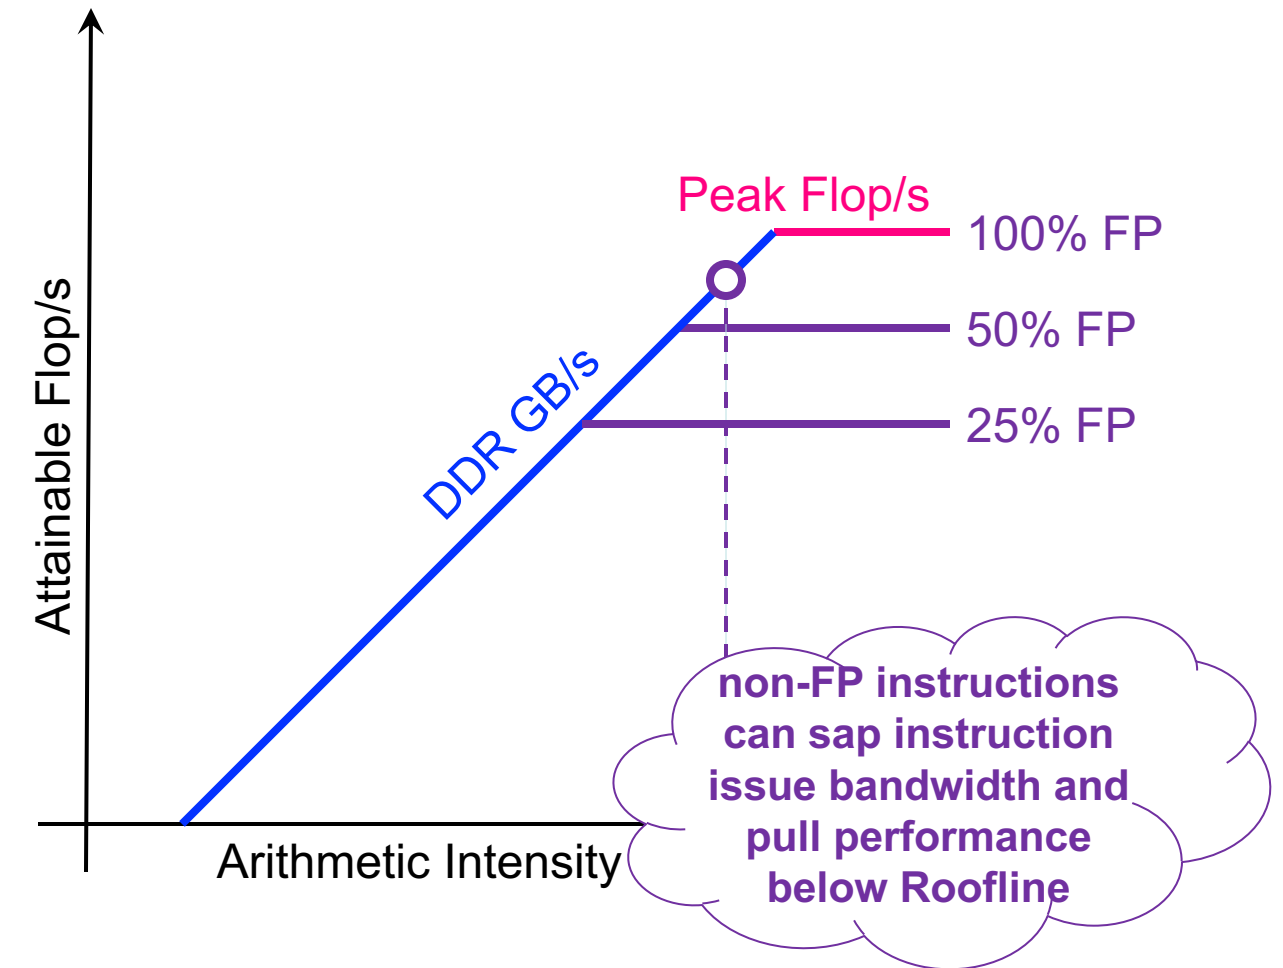 Attainable Flop/s
Peak Flop/s
100% FP
50% FP
25% FP
DDR GB/s
non-FP instructions
can sap instruction
issue bandwidth and
pull performance
below Roofline
Arithmetic Intensity